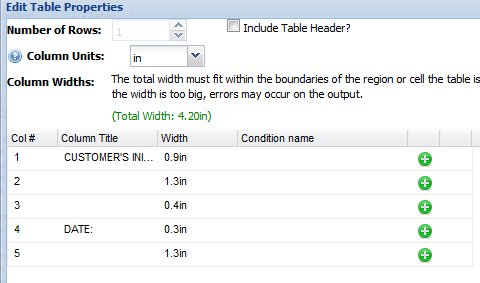 Edit Table Properties
Number of Rows: 1 Include Table Header?
Column Units: in
Column Widths: The total width must fit within the boundaries of the region or cell the table is
the width is too big, errors may occur on the output.
(Total Width: 4.20in)
Col # Column Title Width Condition name
1 CUSTOMER'S INI... 0.9in
2 1.3in
3 0.4in
4 DATE: 0.3in
5 1.3in